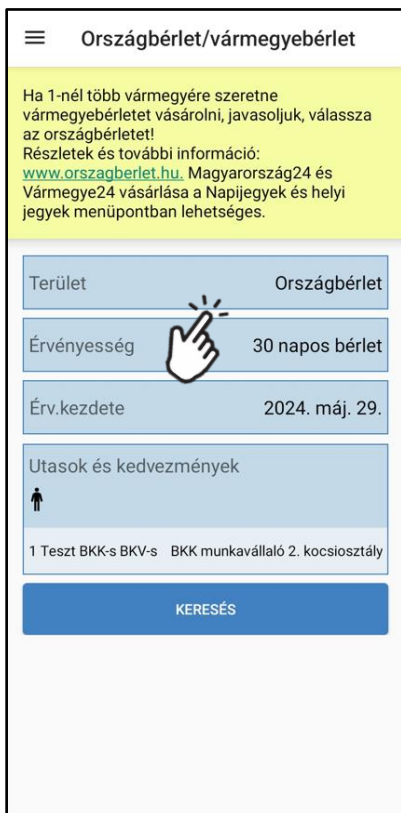 Országbérlet/vármegyebérlet
Ha 1-nél több vármegyére szeretne
vármegyebérletet vásárolni, javasoljuk, válassza
az országbérletet!
Részletek és további információ:
www.orszagberlet.hu. Magyarország24 és
Vármegye24 vásárlása a Napijegyek és helyi
jegyek menüpontban lehetséges.
Terület Országbérlet
Érvényesség 30 napos bérlet
Érv.kezdete 2024. máj. 29.
Utasok és kedvezmények
1 Teszt BKK-s BKV-s BKK munkavállaló 2. kocsiosztály
KERESÉS